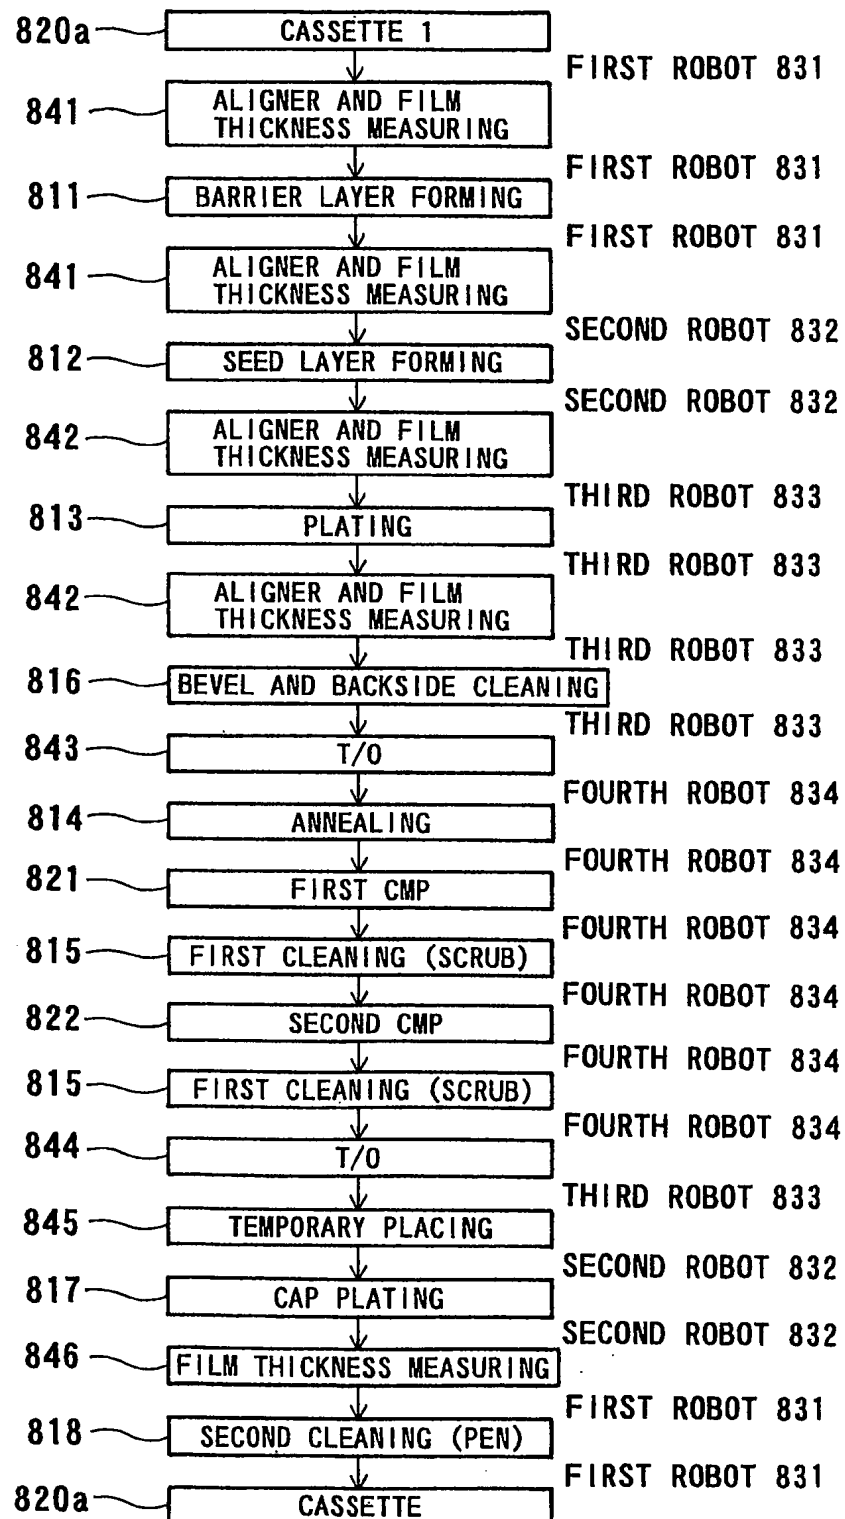 820a CASSETTE 1
FIRST ROBOT 831
841 ALIGNER AND FILM
THICKNESS MEASURING
FIRST ROBOT 831
811 BARRIER LAYER FORMING
FIRST ROBOT 831
841 ALIGNER AND FILM
THICKNESS MEASURING
SECOND ROBOT 832
812 SEED LAYER FORMING
SECOND ROBOT 832
842 ALIGNER AND FILM
THICKNESS MEASURING
THIRD ROBOT 833
813 PLATING
THIRD ROBOT 833
842 ALIGNER AND FILM
THICKNESS MEASURING
THIRD ROBOT 833
816 BEVEL AND BACKSIDE CLEANING
THIRD ROBOT 833
843 T/O
FOURTH ROBOT 834
814 ANNEALING
FOURTH ROBOT 834
821 FIRST CMP
FOURTH ROBOT 834
815 FIRST CLEANING (SCRUB)
FOURTH ROBOT 834
822 SECOND CMP
FOURTH ROBOT 834
815 FIRST CLEANING (SCRUB)
FOURTH ROBOT 834
844 T/O
THIRD ROBOT 833
845 TEMPORARY PLACING
SECOND ROBOT 832
817 CAP PLATING
SECOND ROBOT 832
846 FILM THICKNESS MEASURING
FIRST ROBOT 831
818 SECOND CLEANING (PEN)
FIRST ROBOT 831
820a CASSETTE